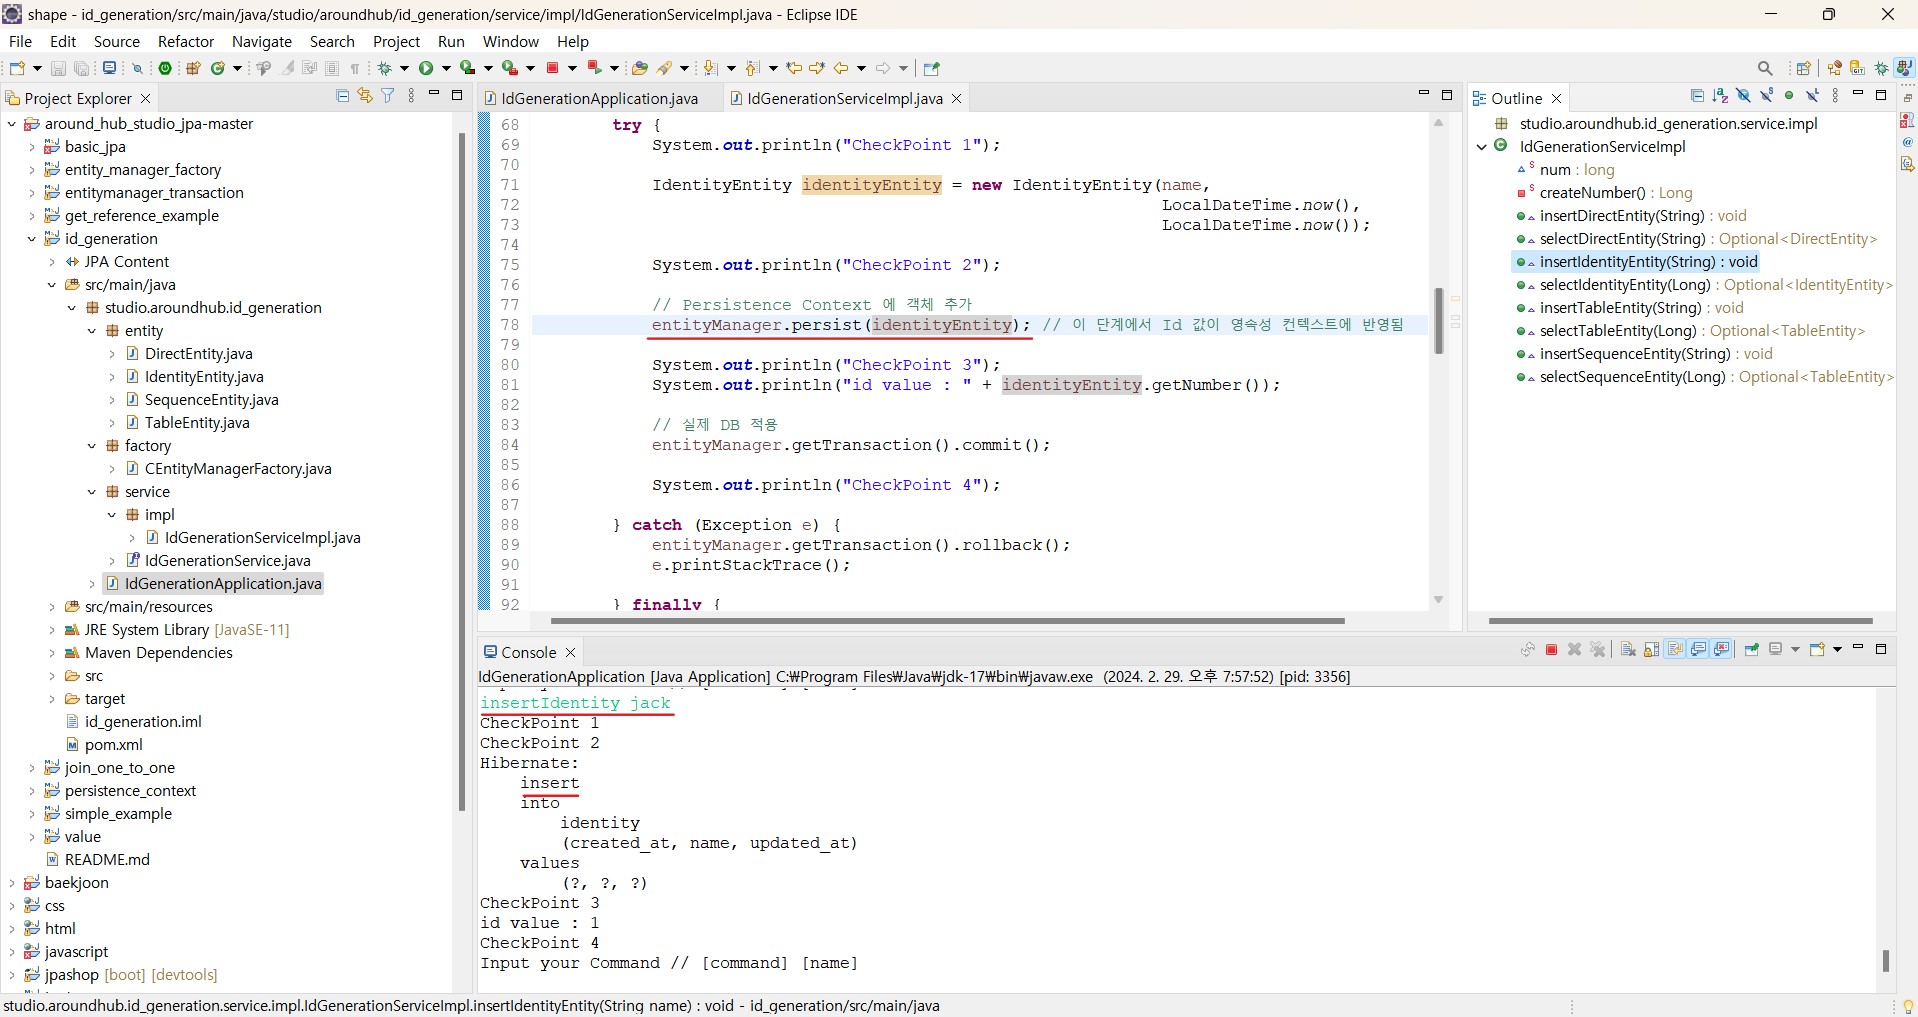 shape - id_generation/src/main/java/studio/aroundhub/id_generation/service/impl/IdGenerationServiceImpl.java - Eclipse IDE
File Edit Source Refactor Navigate Search Project Run Window Help
Project Explorer
around_hub_studio_jpa-master
basic_jpa
entity_manager_factory
entitymanager_transaction
get_reference_example
id_generation
JPA Content
src/main/java
studio.aroundhub.id_generation
entity
DirectEntity.java
IdentityEntity.java
SequenceEntity.java
TableEntity.java
factory
CEntityManagerFactory.java
service
impl
IdGenerationServiceImpl.java
IdGenerationService.java
IdGenerationApplication.java
src/main/resources
JRE System Library [JavaSE-11]
Maven Dependencies
src
target
id_generation.iml
pom.xml
join_one_to_one
persistence_context
simple_example
value
README.md
baekjoon
css
html
javascript
jpashop [boot] [devtools]
IdGenerationApplication.java
IdGenerationServiceImpl.java
68 try {
69 System.out.println("CheckPoint 1");
70
71 IdentityEntity identityEntity = new IdentityEntity(name,
72 LocalDateTime.now(),
73 LocalDateTime.now());
74
75 System.out.println("CheckPoint 2");
76
77 // Persistence Context 에 객체 추가
78 entityManager.persist(identityEntity); // 이 단계에서 Id 값이 영속성 컨텍스트에 반영됨
79
80 System.out.println("CheckPoint 3");
81 System.out.println("id value : " + identityEntity.getNumber());
82
83 // 실제 DB 적용
84 entityManager.getTransaction().commit();
85
86 System.out.println("CheckPoint 4");
87
88 } catch (Exception e) {
89 entityManager.getTransaction().rollback();
90 e.printStackTrace();
91
92 } finally {
Outline
studio.aroundhub.id_generation.service.impl
IdGenerationServiceImpl
num : long
createNumber() : Long
insertDirectEntity(String) : void
selectDirectEntity(String) : Optional<DirectEntity>
insertIdentityEntity(String) : void
selectIdentityEntity(Long) : Optional<IdentityEntity>
insertTableEntity(String) : void
selectTableEntity(Long) : Optional<TableEntity>
insertSequenceEntity(String) : void
selectSequenceEntity(Long) : Optional<TableEntity>
Console
IdGenerationApplication [Java Application] C:₩Program Files₩Java₩jdk-17₩bin₩javaw.exe (2024. 2. 29. 오후 7:57:52) [pid: 3356]
insertIdentity jack
CheckPoint 1
CheckPoint 2
Hibernate:
insert
into
identity
(created_at, name, updated_at)
values
(?, ?, ?)
CheckPoint 3
id value : 1
CheckPoint 4
Input your Command // [command] [name]
studio.aroundhub.id_generation.service.impl.IdGenerationServiceImpl.insertIdentityEntity(String name) : void - id_generation/src/main/java